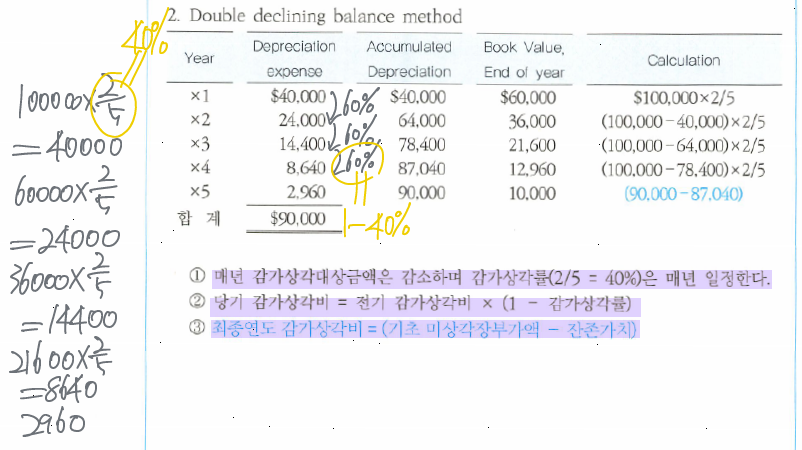 2. Double declining balance method
Year Depreciation expense Accumulated Depreciation Book Value, End of year Calculation
×1 $40,000 $40,000 $60,000 $100,000×2/5
×2 24,000 64,000 36,000 (100,000-40,000)×2/5
×3 14,400 78,400 21,600 (100,000-64,000)×2/5
×4 8,640 87,040 12,960 (100,000-78,400)×2/5
×5 2,960 90,000 10,000 (90,000-87,040)
합 계 $90,000
① 매년 감가상각대상금액은 감소하며 감가상각률(2/5 = 40%)은 매년 일정한다.
② 당기 감가상각비 = 전기 감가상각비 × (1 - 감가상각률)
③ 최종연도 감가상각비 = (기초 미상각장부가액 - 잔존가치)
40%
100000×2/5
=40000
60000×2/5
=24000
36000×2/5
=14400
21600×2/5
=8640
2960
60%
60%
60%
1-40%